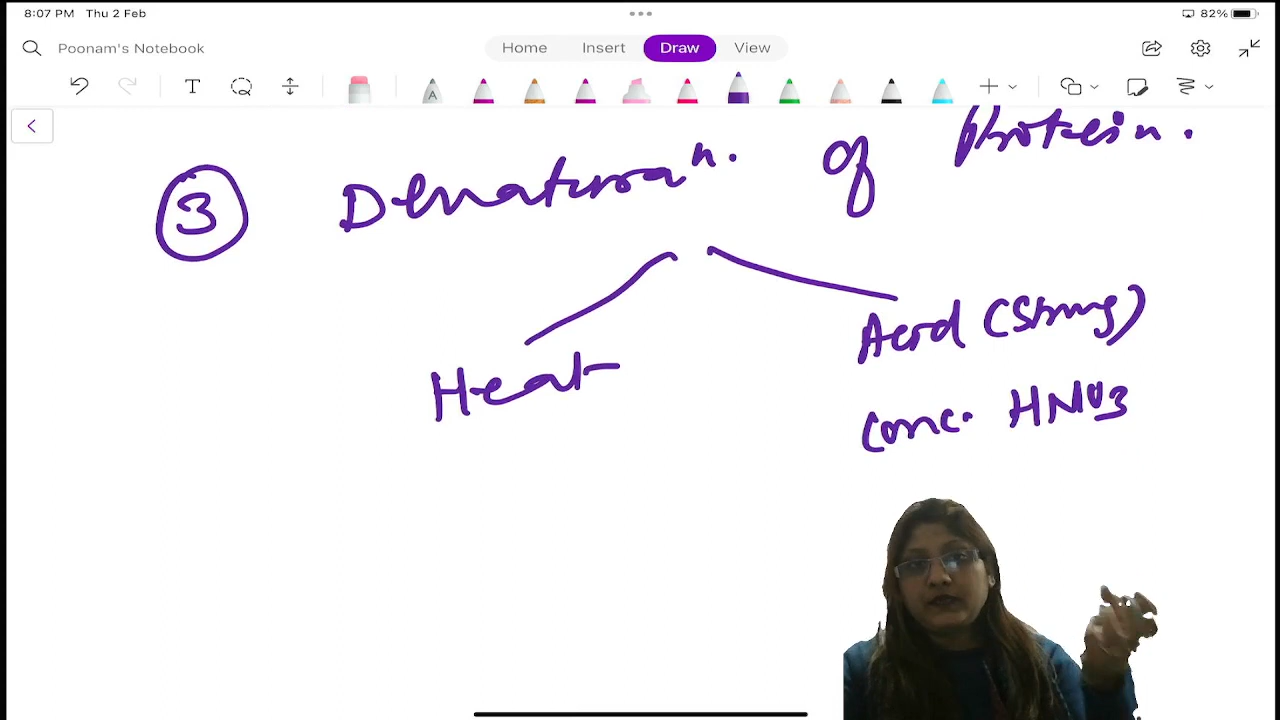 8:07 PM Thu 2 Feb
82%
Poonam's Notebook
Home Insert Draw View
T
A
3 Denaturaⁿ. of Protein.
Heat
Acid (Strong)
Conc. HNO3